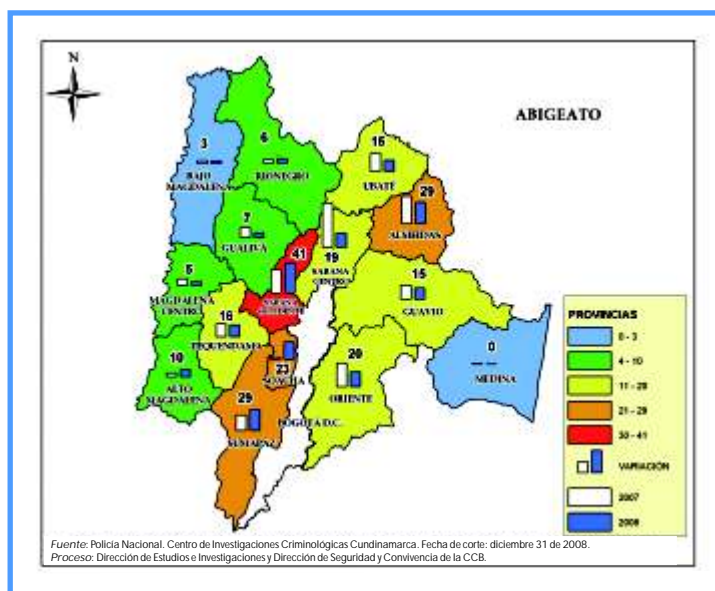 N
ABIGEATO
3
BAJO
MAGDALENA
6
RIONEGRO
15
UBATÉ
29
ALMEIDAS
7
GUALIVA
41
SABANA
19
SABANA
CENTRO
5
MAGDALENA
CENTRO
16
TEQUENDAMA
15
GUAVIO
0
MEDINA
10
ALTO
MAGDALENA
23
SOACHA
20
ORIENTE
29
SUMAPAZ
BOGOTA D.C.
PROVINCIAS
0 - 3
4 - 10
11 - 20
21 - 29
30 - 41
VARIACIÓN
2007
2008
Fuente: Policía Nacional. Centro de Investigaciones Criminológicas Cundinamarca. Fecha de corte: diciembre 31 de 2008.
Proceso: Dirección de Estudios e Investigaciones y Dirección de Seguridad y Convivencia de la CCB.